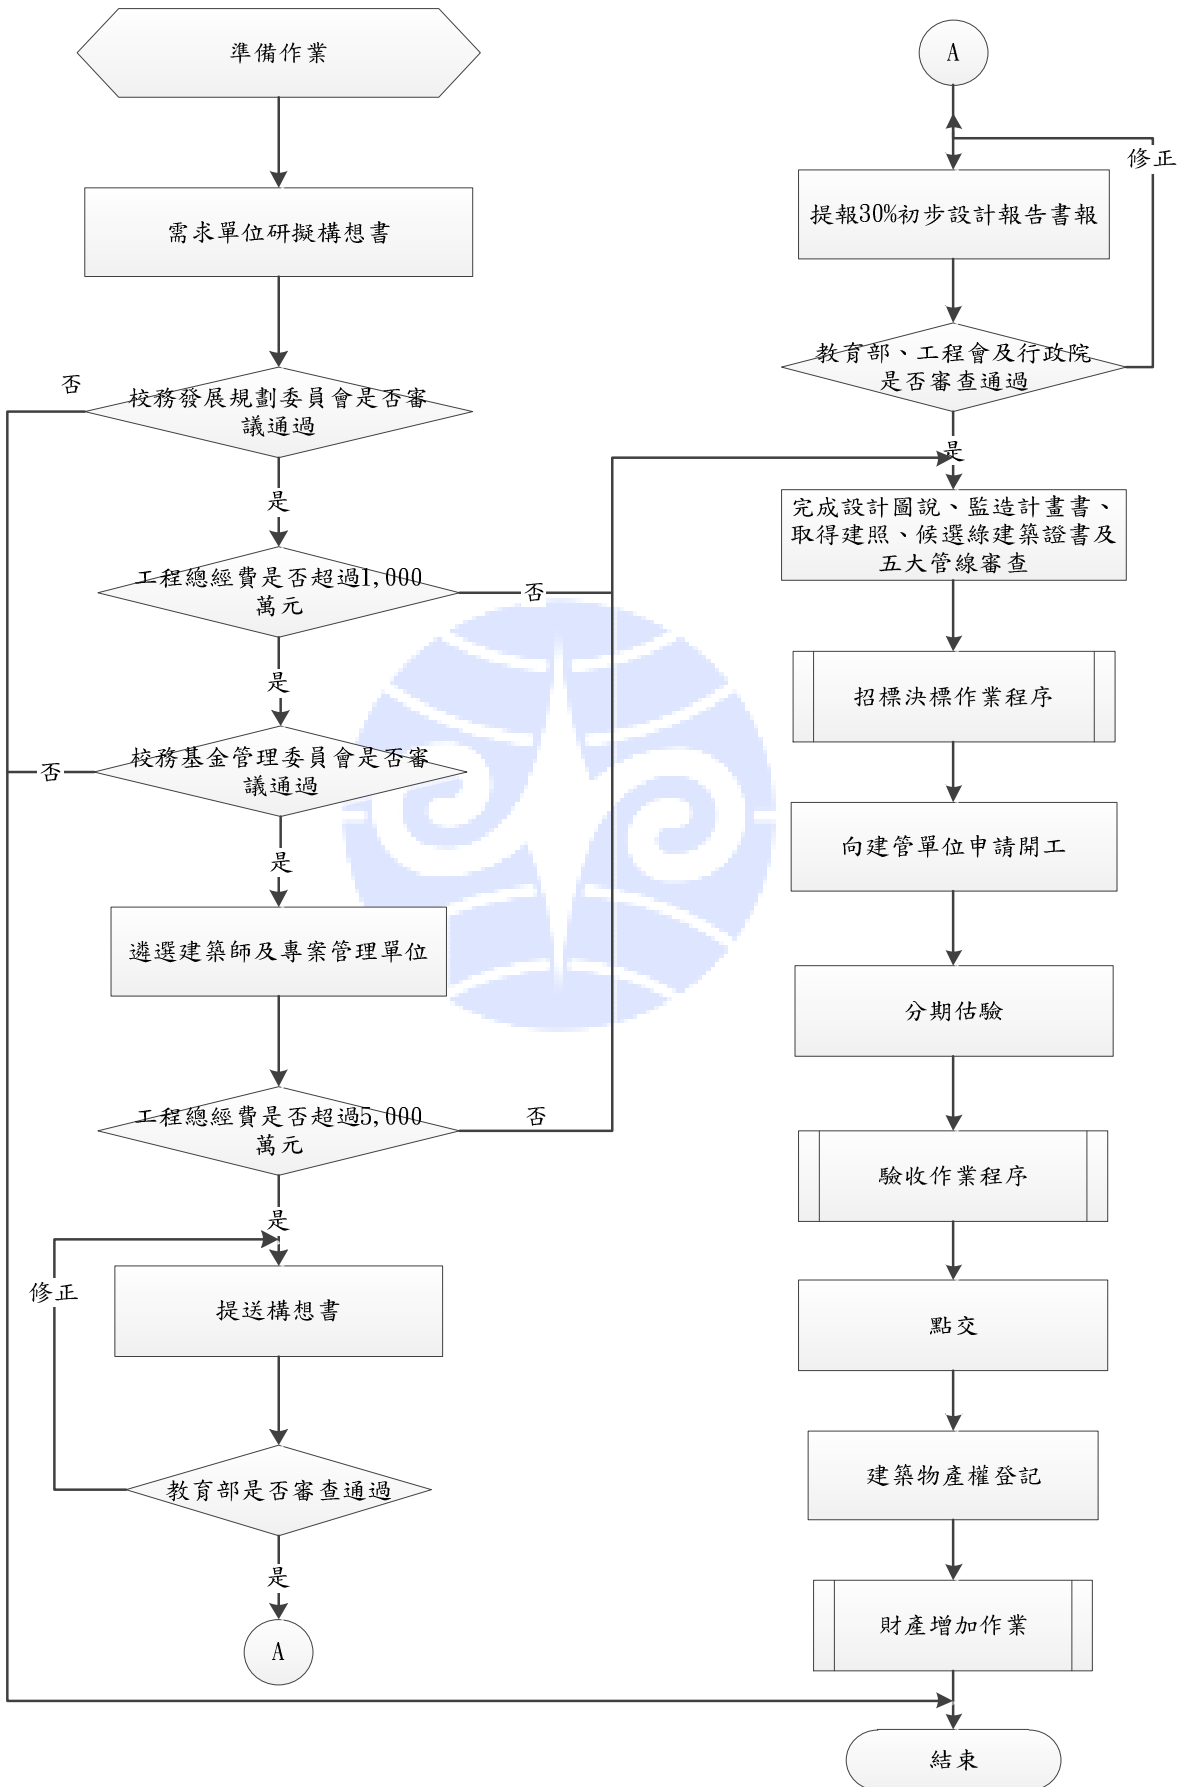 準備作業
需求單位研擬構想書
否
校務發展規劃委員會是否審
議通過
是
工程總經費是否超過1,000
萬元
否
是
校務基金管理委員會是否審
議通過
否
是
遴選建築師及專案管理單位
工程總經費是否超過5,000
萬元
否
是
修正
提送構想書
教育部是否審查通過
是
A
A
修正
提報30%初步設計報告書報
教育部、工程會及行政院
是否審查通過
是
完成設計圖說、監造計畫書、
取得建照、候選綠建築證書及
五大管線審查
招標決標作業程序
向建管單位申請開工
分期估驗
驗收作業程序
點交
建築物產權登記
財產增加作業
結束